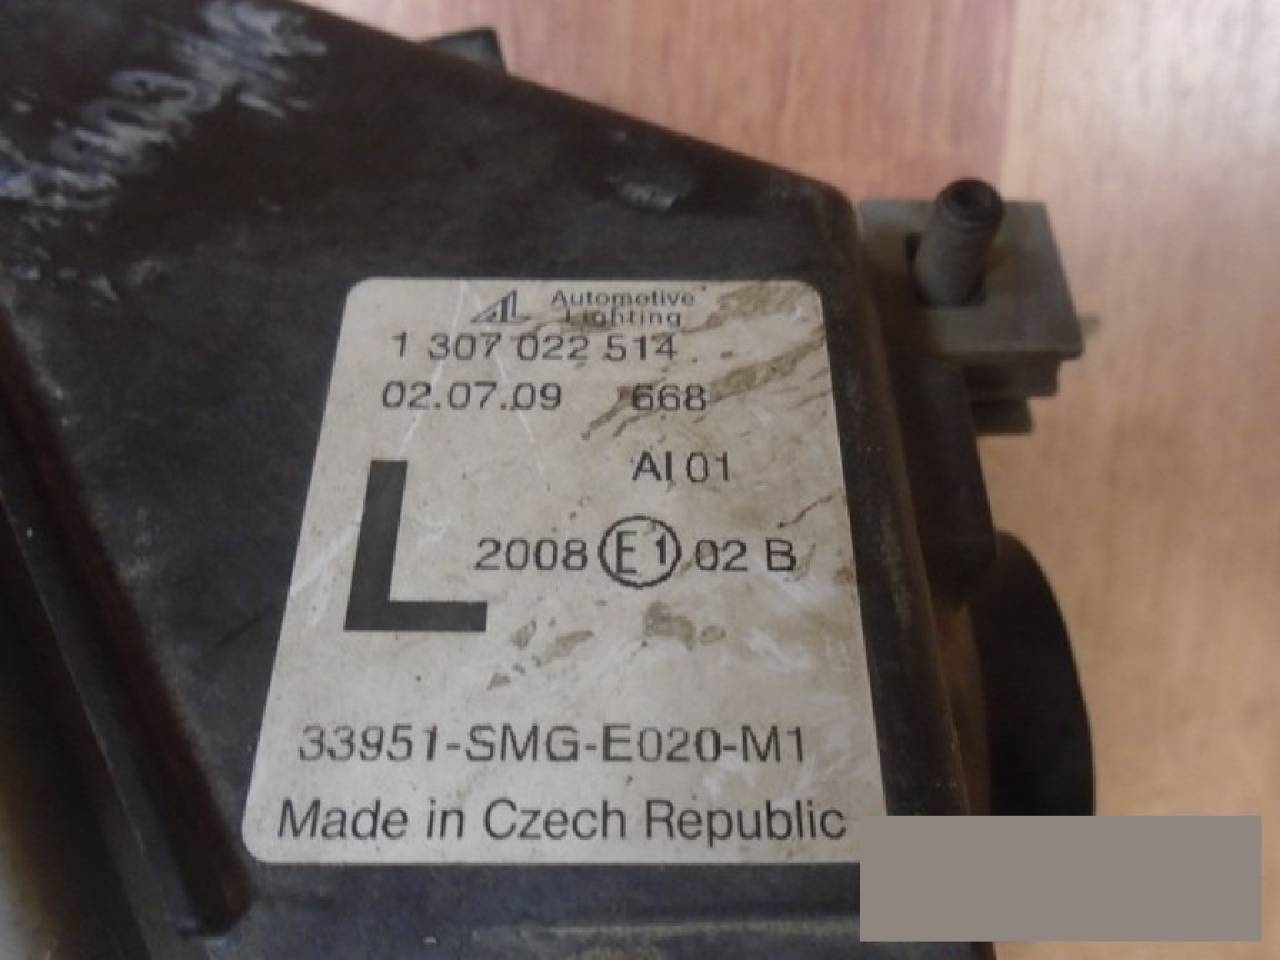 Automotive
Lighting
1 307 022 514
02.07.09 668
AI 01
L
2008 E1 02 B
33951-SMG-E020-M1
Made in Czech Republic